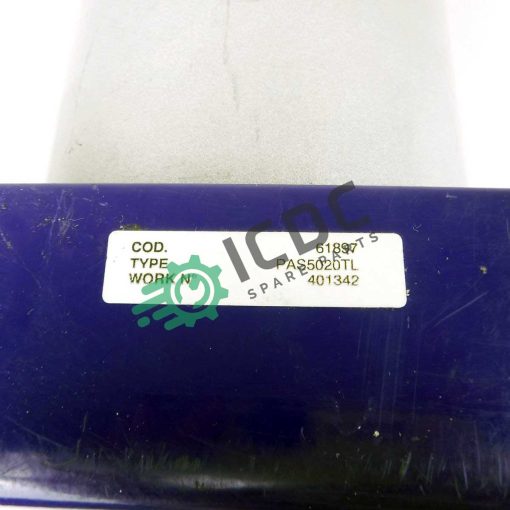 COD. 61897
TYPE PAS5020TL
WORK N° 401342
ICDC
SPARE PARTS